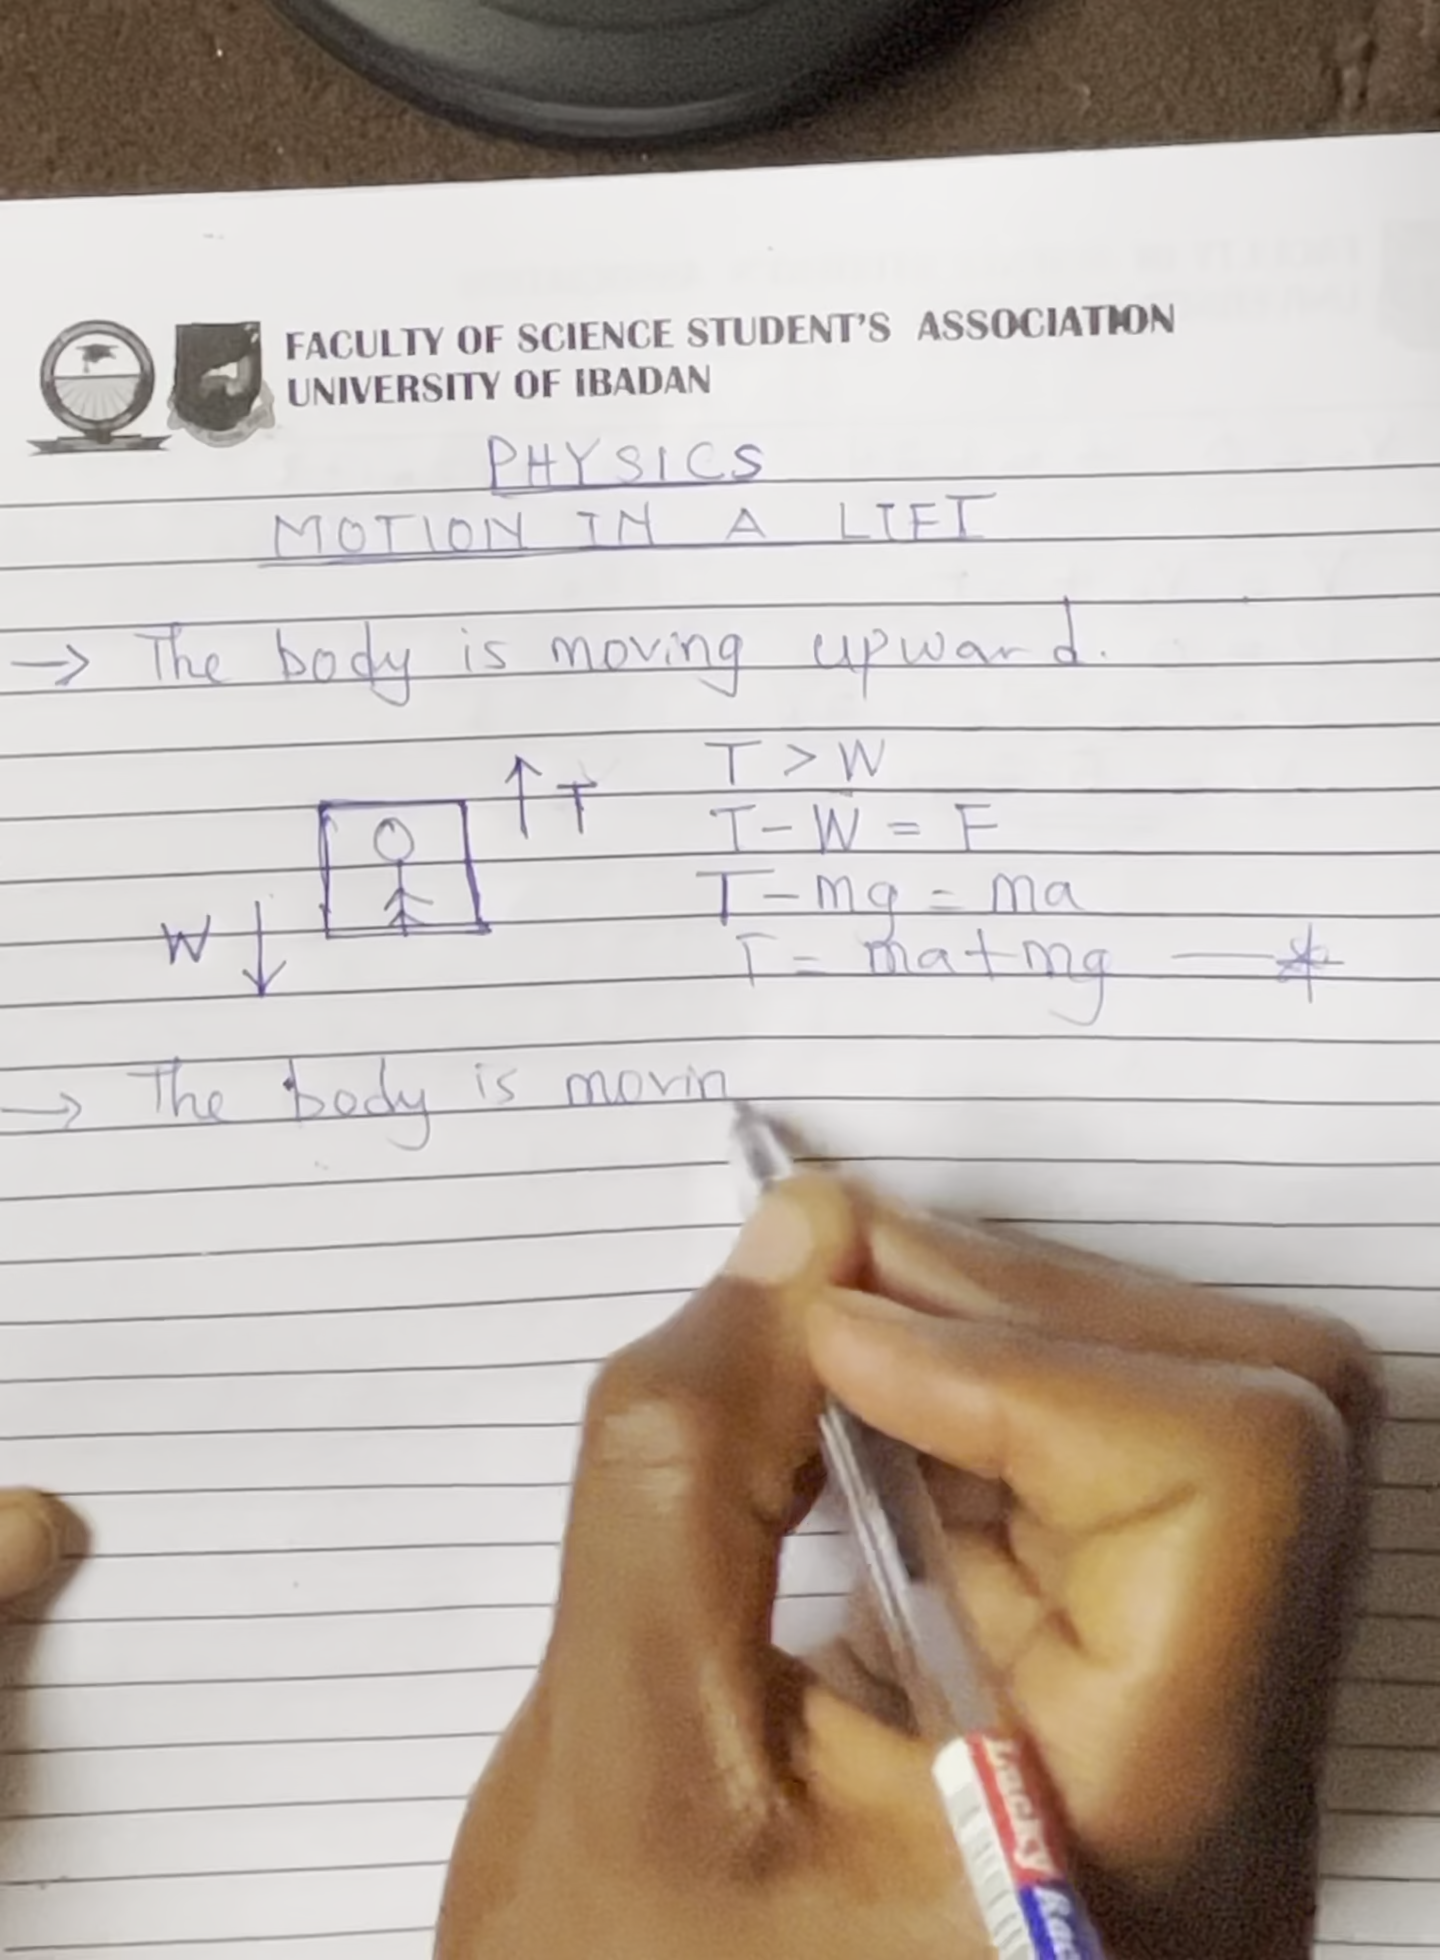 FACULTY OF SCIENCE STUDENT'S ASSOCIATION
UNIVERSITY OF IBADAN
PHYSICS
MOTION IN A LIFT
→ The body is moving upward.
↑ T
W ↓
T > W
T - W = F
T - mg = ma
T = ma + mg —*
→ The body is movin
Lucky